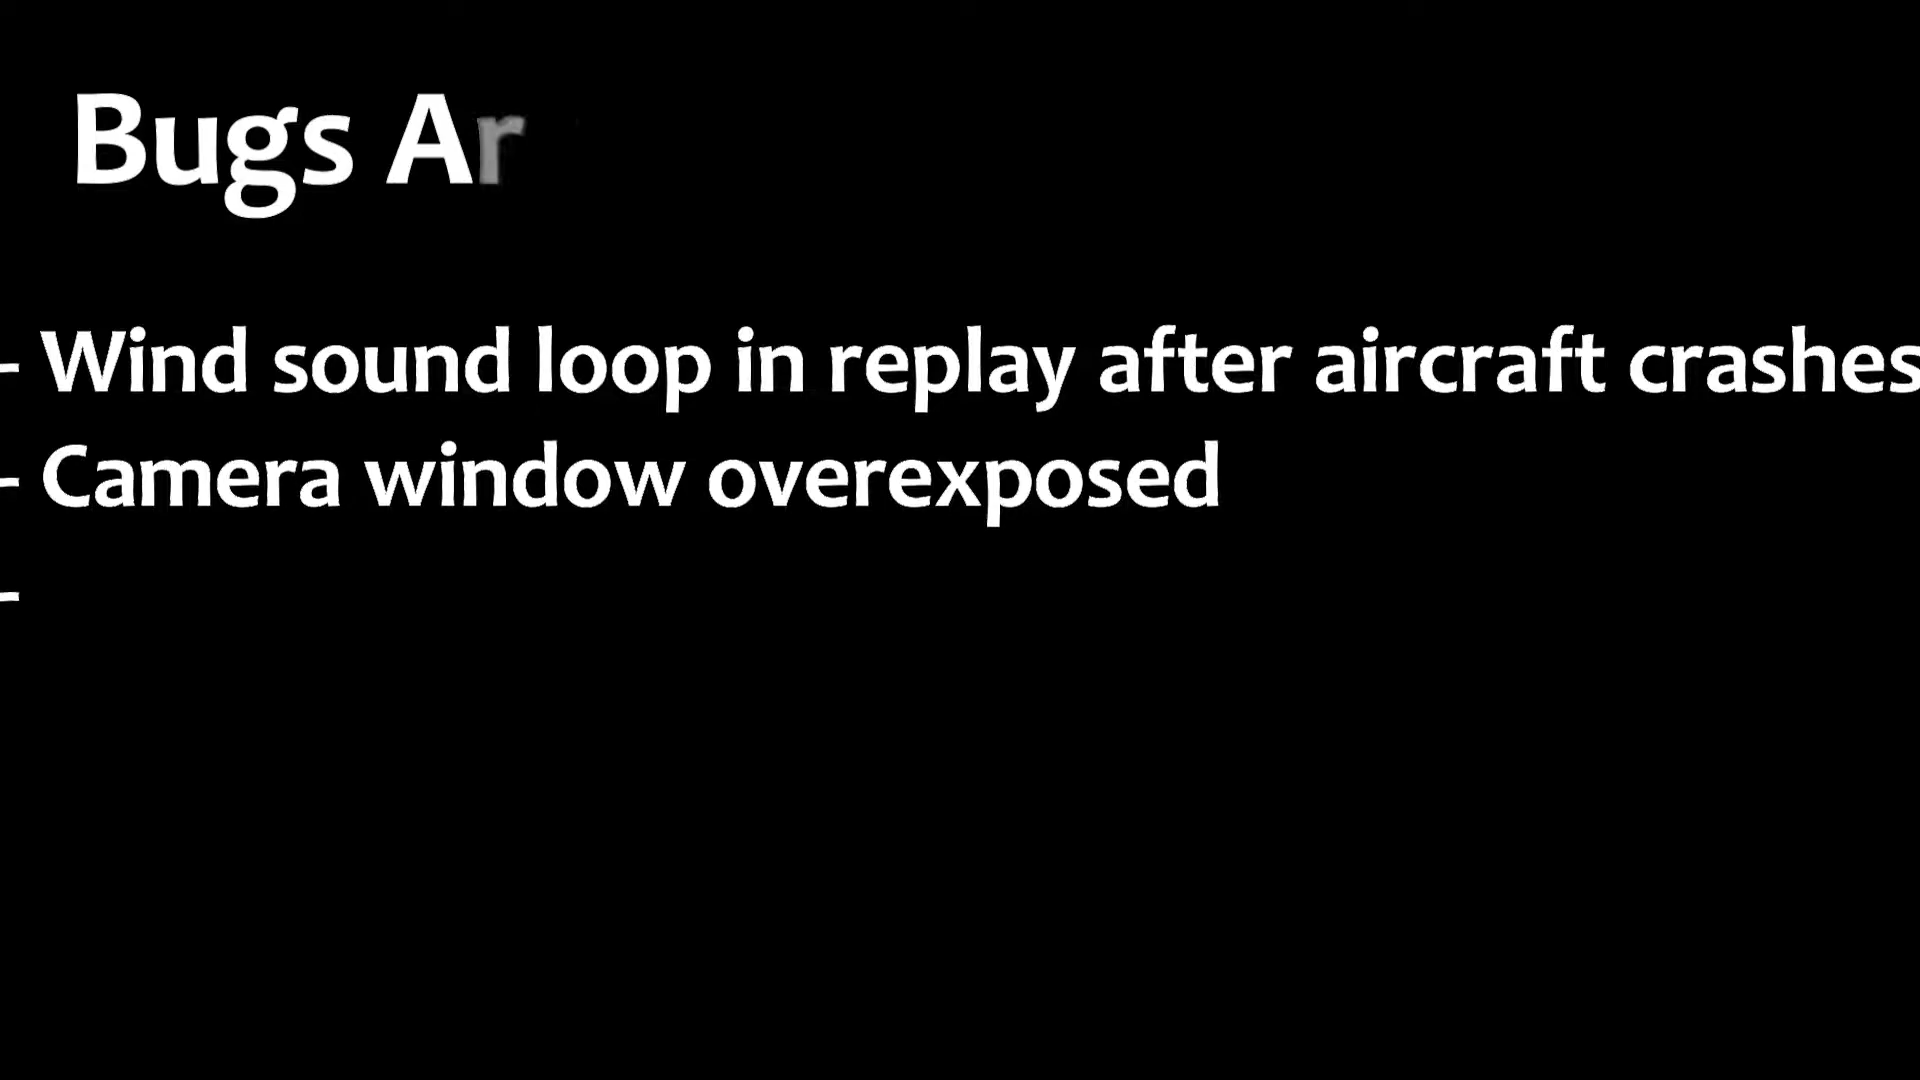 Bugs Ar
- Wind sound loop in replay after aircraft crashes
- Camera window overexposed
-